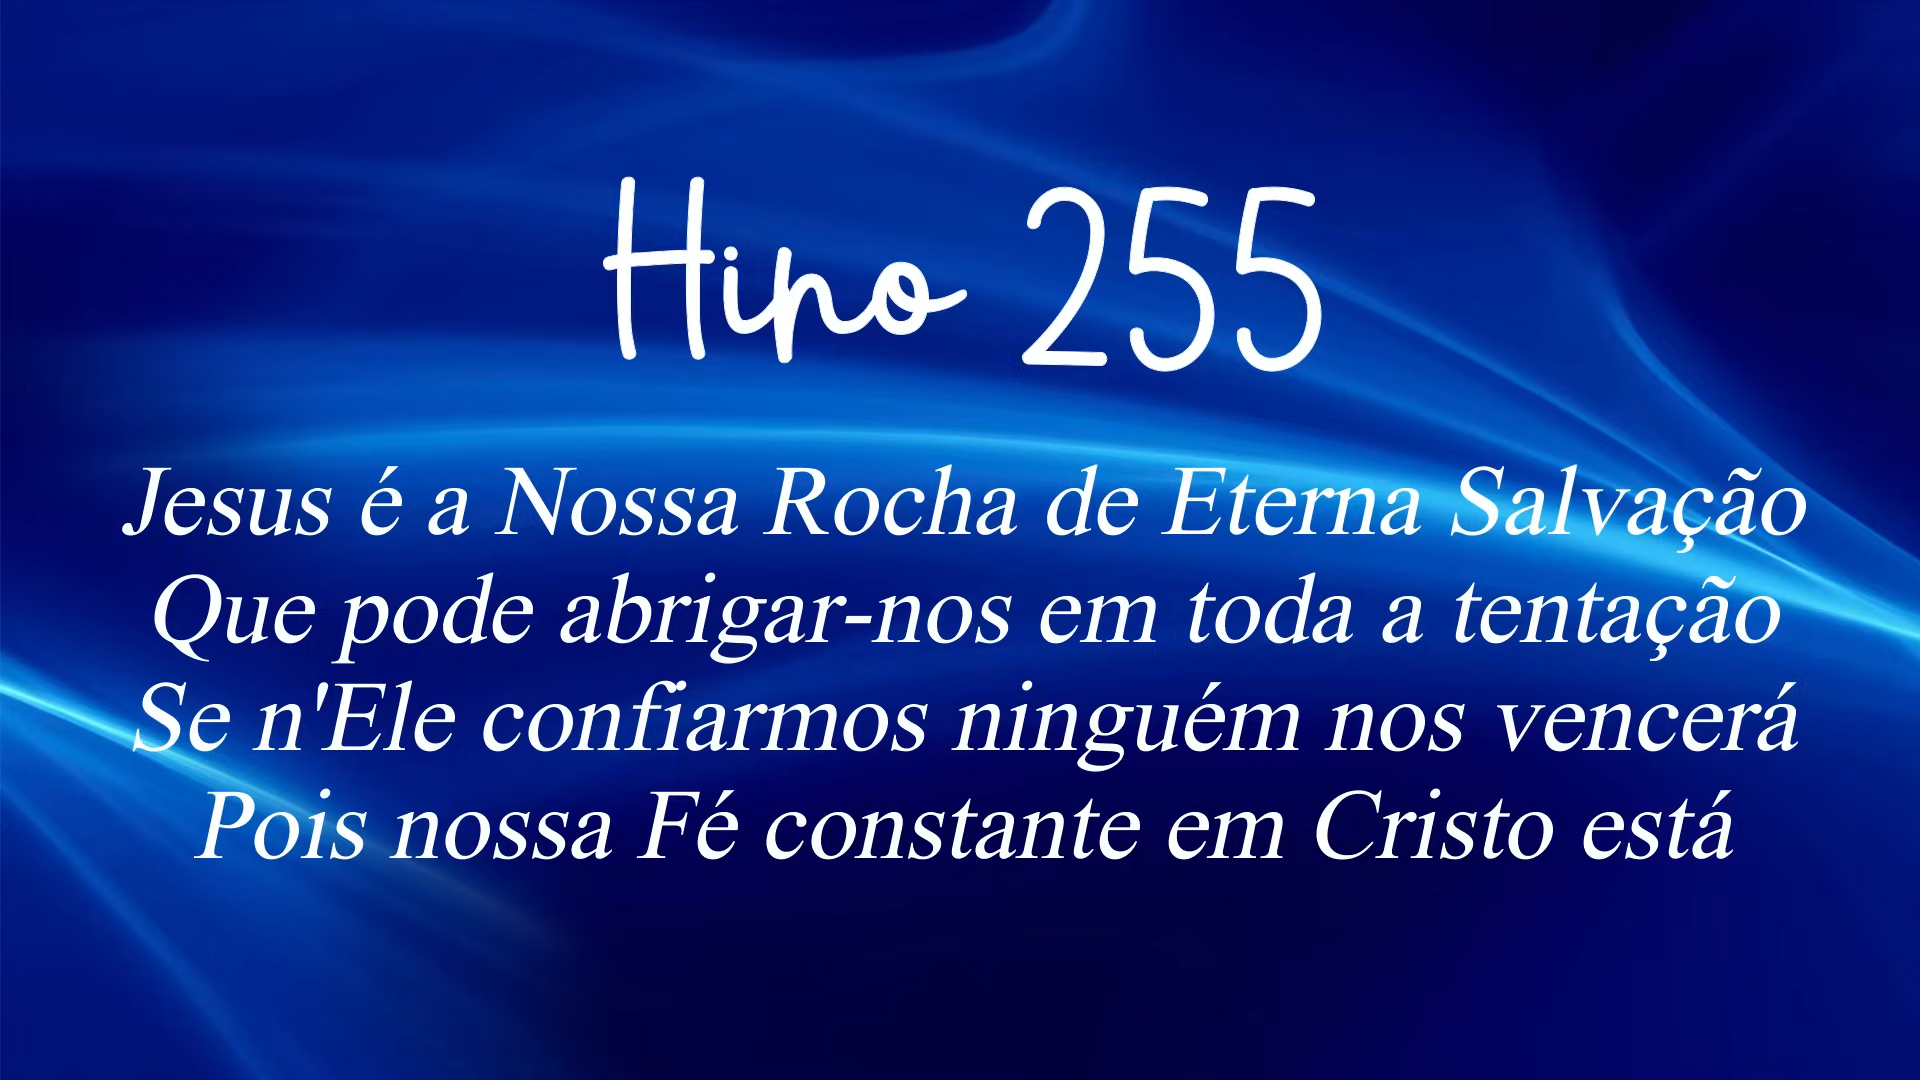 Hino 255
Jesus é a Nossa Rocha de Eterna Salvação
Que pode abrigar-nos em toda a tentação
Se n'Ele confiarmos ninguém nos vencerá
Pois nossa Fé constante em Cristo está